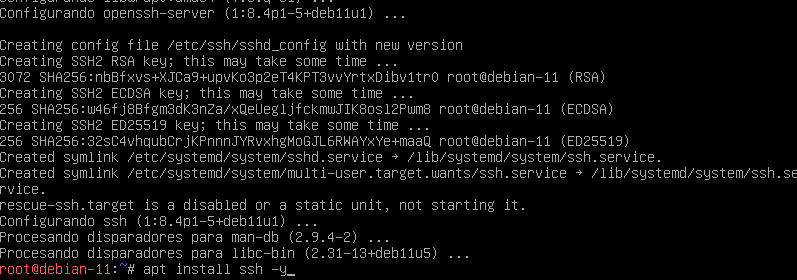 Configurando openssh-server (1:8.4p1-5+deb11u1) ...
Creating config file /etc/ssh/sshd_config with new version
Creating SSH2 RSA key; this may take some time ...
3072 SHA256:nbBfxvs+XJCa9+upvKo3p2eT4KPT3vvYrtxDibv1tr0 root@debian-11 (RSA)
Creating SSH2 ECDSA key; this may take some time ...
256 SHA256:w46fj8Bfgm3dK3nZa/xQeUegljfckmwJIK8osl2Pwm8 root@debian-11 (ECDSA)
Creating SSH2 ED25519 key; this may take some time ...
256 SHA256:32sC4vhqubCrjKPnnnJYRvxhgMoGJL6RWAYxYe+maaQ root@debian-11 (ED25519)
Created symlink /etc/systemd/system/sshd.service → /lib/systemd/system/ssh.service.
Created symlink /etc/systemd/system/multi-user.target.wants/ssh.service → /lib/systemd/system/ssh.se
rvice.
rescue-ssh.target is a disabled or a static unit, not starting it.
Configurando ssh (1:8.4p1-5+deb11u1) ...
Procesando disparadores para man-db (2.9.4-2) ...
Procesando disparadores para libc-bin (2.31-13+deb11u5) ...
root@debian-11:~# apt install ssh -y_